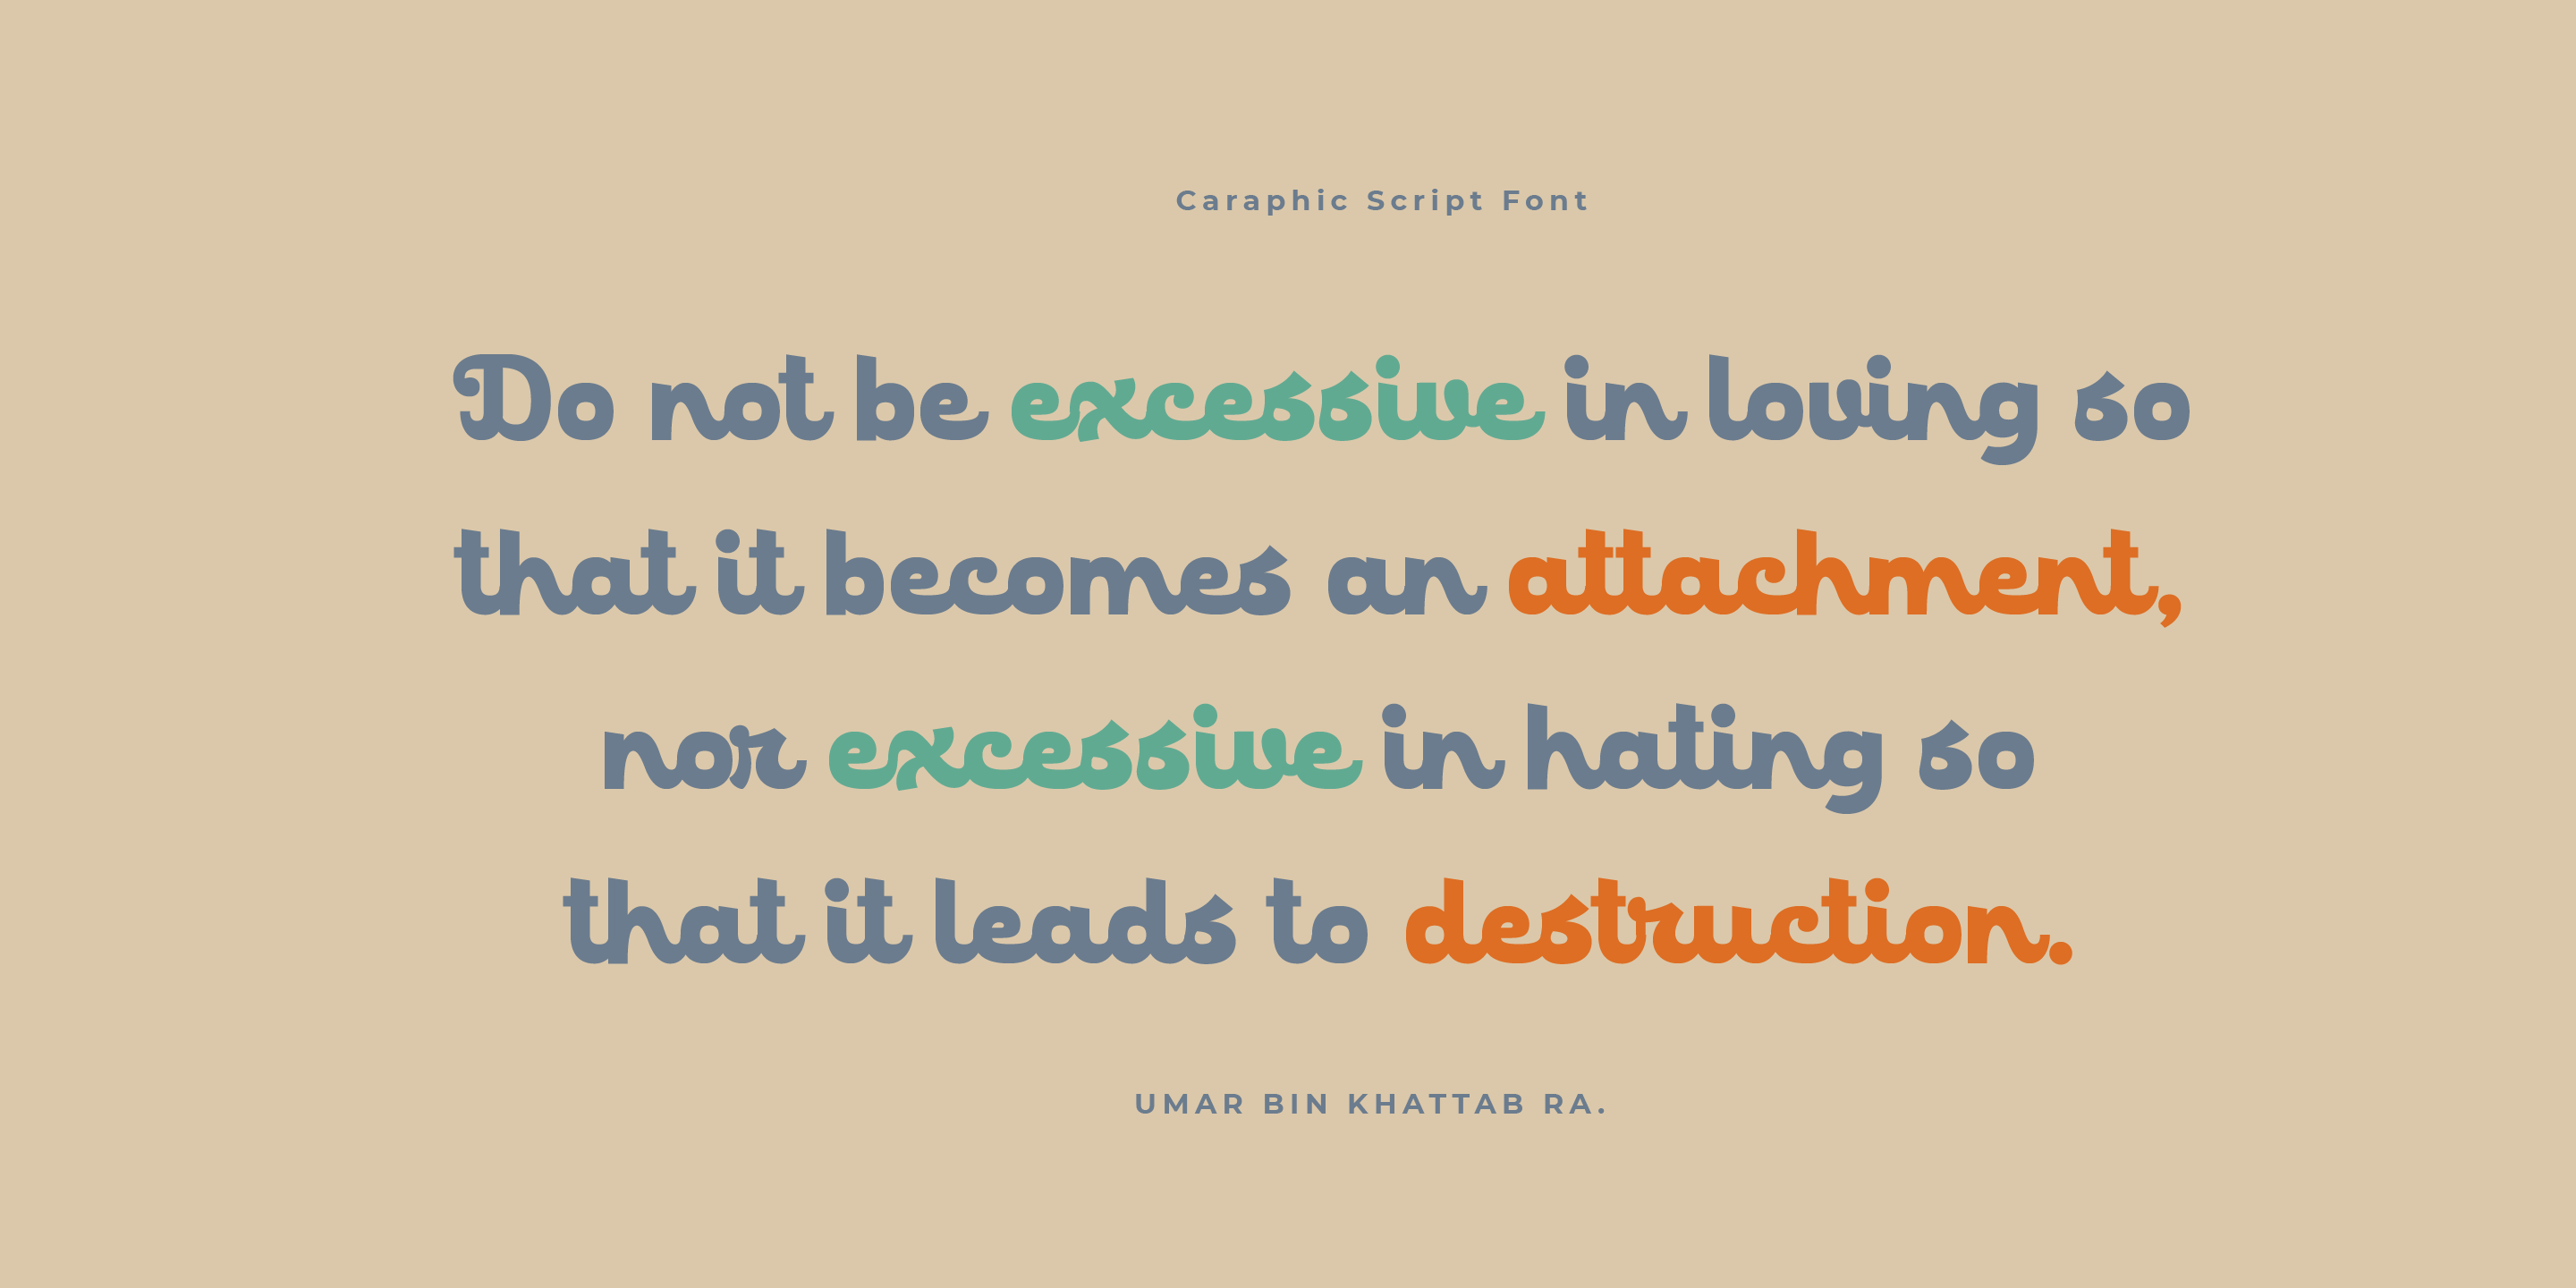 Caraphic Script Font
Do not be excessive in loving so
that it becomes an attachment,
nor excessive in hating so
that it leads to destruction.
UMAR BIN KHATTAB RA.